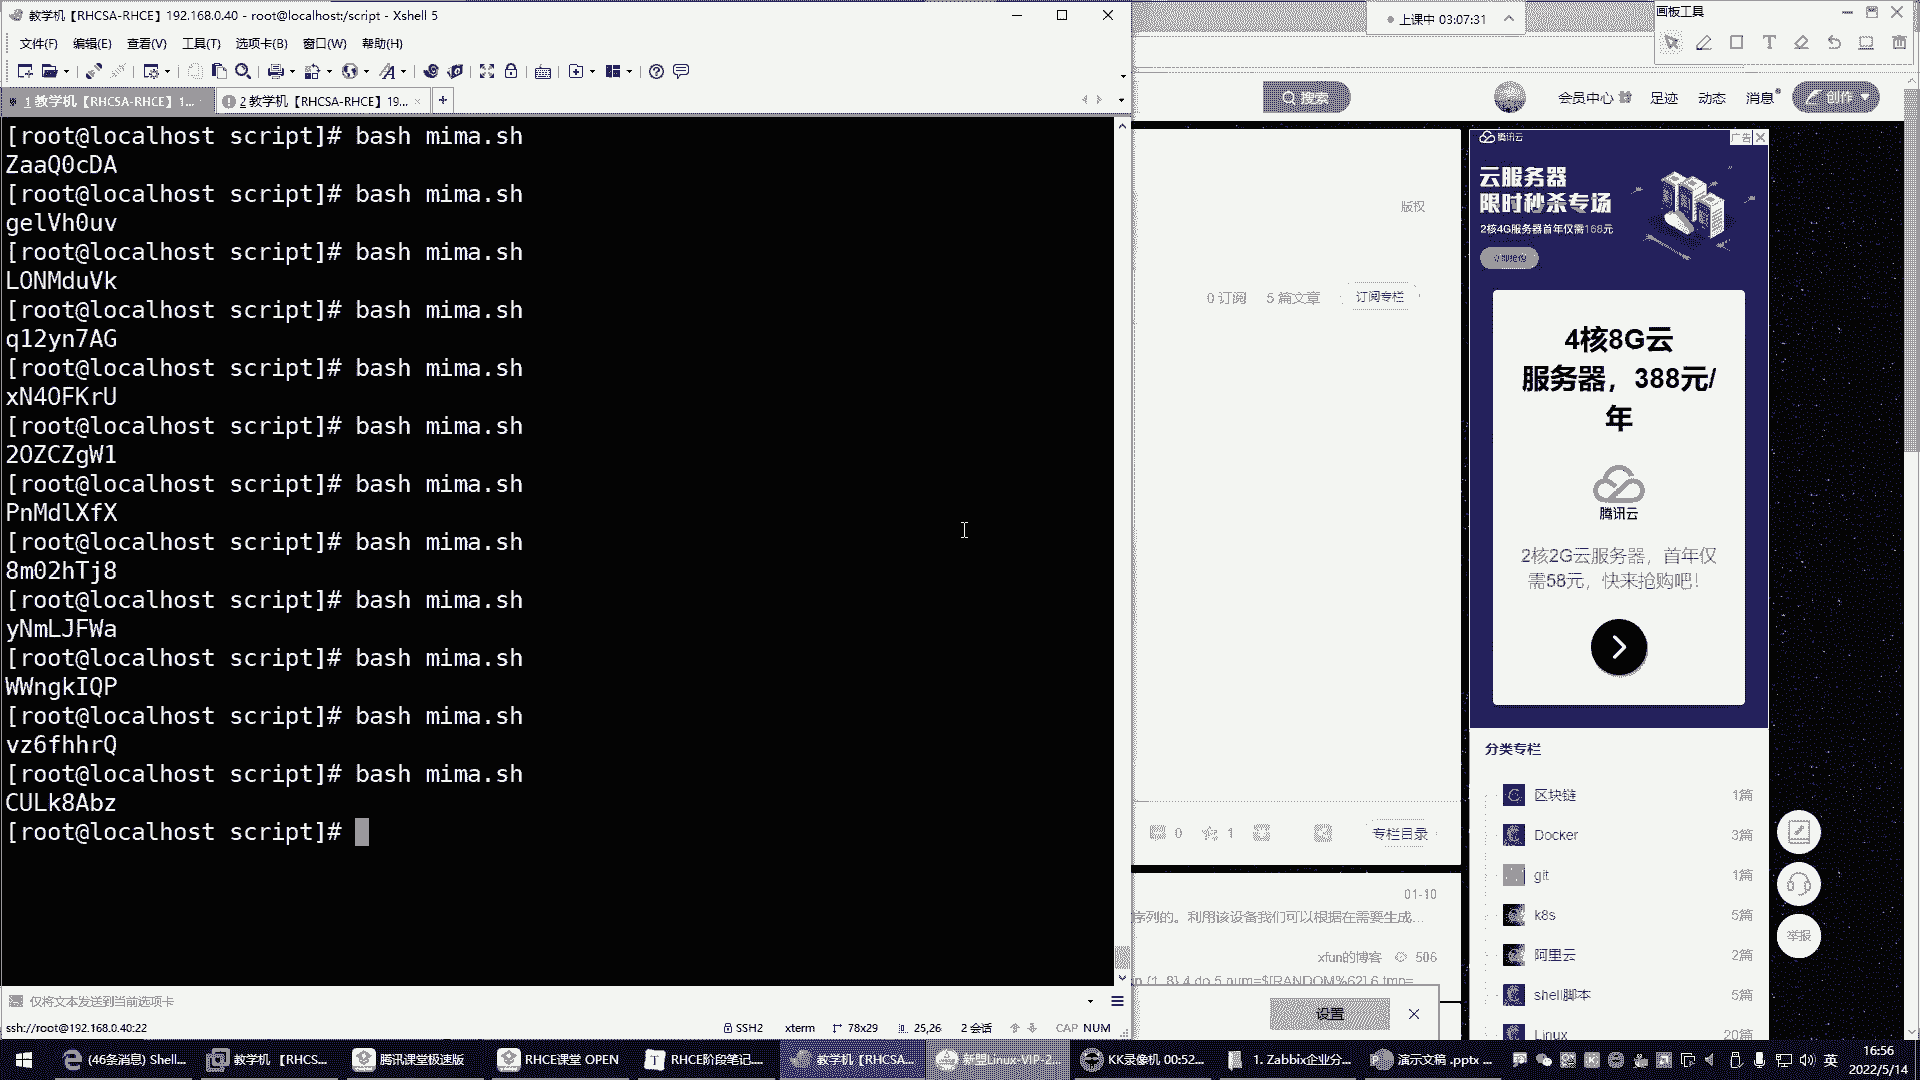 教学机【RHCSA-RHCE】192.168.0.40 - root@localhost:/script - Xshell 5
文件(F) 编辑(E) 查看(V) 工具(T) 选项卡(B) 窗口(W) 帮助(H)
1 教学机【RHCSA-RHCE】1...
2 教学机【RHCSA-RHCE】19...
[root@localhost script]# bash mima.sh
ZaaQ0cDA
[root@localhost script]# bash mima.sh
gelVh0uv
[root@localhost script]# bash mima.sh
LONMduVk
[root@localhost script]# bash mima.sh
q12yn7AG
[root@localhost script]# bash mima.sh
xN4OFKrU
[root@localhost script]# bash mima.sh
2OZCZgW1
[root@localhost script]# bash mima.sh
PnMdlXfX
[root@localhost script]# bash mima.sh
8m02hTj8
[root@localhost script]# bash mima.sh
yNmLJFWa
[root@localhost script]# bash mima.sh
WWngkIQP
[root@localhost script]# bash mima.sh
vz6fhhrQ
[root@localhost script]# bash mima.sh
CULk8Abz
[root@localhost script]#
仅将文本发送到当前选项卡
ssh://root@192.168.0.40:22
SSH2 xterm 78x29 25,26 2 会话 CAP NUM
上课中 03:07:31
画板工具
搜索
会员中心 足迹 动态 消息 创作
版权
0 订阅 5 篇文章 订阅专栏
0 1 专栏目录
01-10
序列的。利用该设备我们可以根据在需要生成...
xfun的博客 506
n {1..8} 4 do 5 num=$[RANDOM%62] 6 tmp=
设置
腾讯云
广告
云服务器
限时秒杀专场
2核4G服务器首年仅需168元
立即抢购
4核8G云
服务器，388元/
年
腾讯云
2核2G云服务器，首年仅
需58元，快来抢购吧！
分类专栏
区块链 1篇
Docker 3篇
git 1篇
k8s 5篇
阿里云 2篇
shell脚本 5篇
Linux 20篇
举报
(46条消息) Shell...
教学机 【RHCS...
腾讯课堂极速版
RHCE课堂 OPEN
RHCE阶段笔记....
教学机【RHCSA...
新盟Linux-VIP-2...
KK录像机 00:52...
1. Zabbix企业分...
演示文稿 .pptx ...
英
16:56
2022/5/14